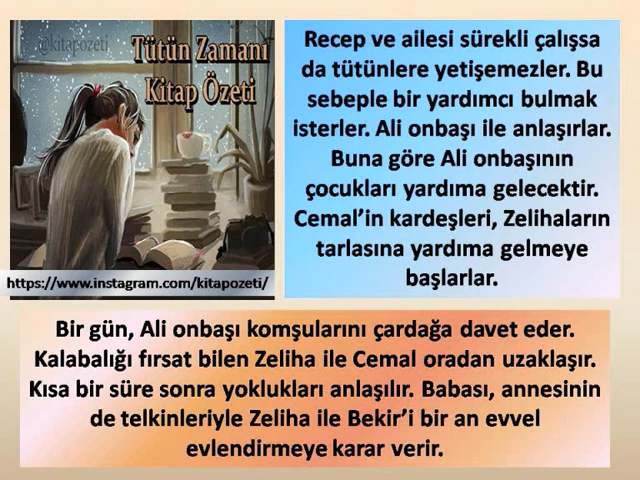 @kitapozeti
Tütün Zamanı
Kitap Özeti
https://www.instagram.com/kitapozeti/
Recep ve ailesi sürekli çalışsa
da tütünlere yetişemezler. Bu
sebeple bir yardımcı bulmak
isterler. Ali onbaşı ile anlaşırlar.
Buna göre Ali onbaşının
çocukları yardıma gelecektir.
Cemal’in kardeşleri, Zelihaların
tarlasına yardıma gelmeye
başlarlar.
Bir gün, Ali onbaşı komşularını çardağa davet eder.
Kalabalığı fırsat bilen Zeliha ile Cemal oradan uzaklaşır.
Kısa bir süre sonra yoklukları anlaşılır. Babası, annesinin
de telkinleriyle Zeliha ile Bekir’i bir an evvel
evlendirmeye karar verir.